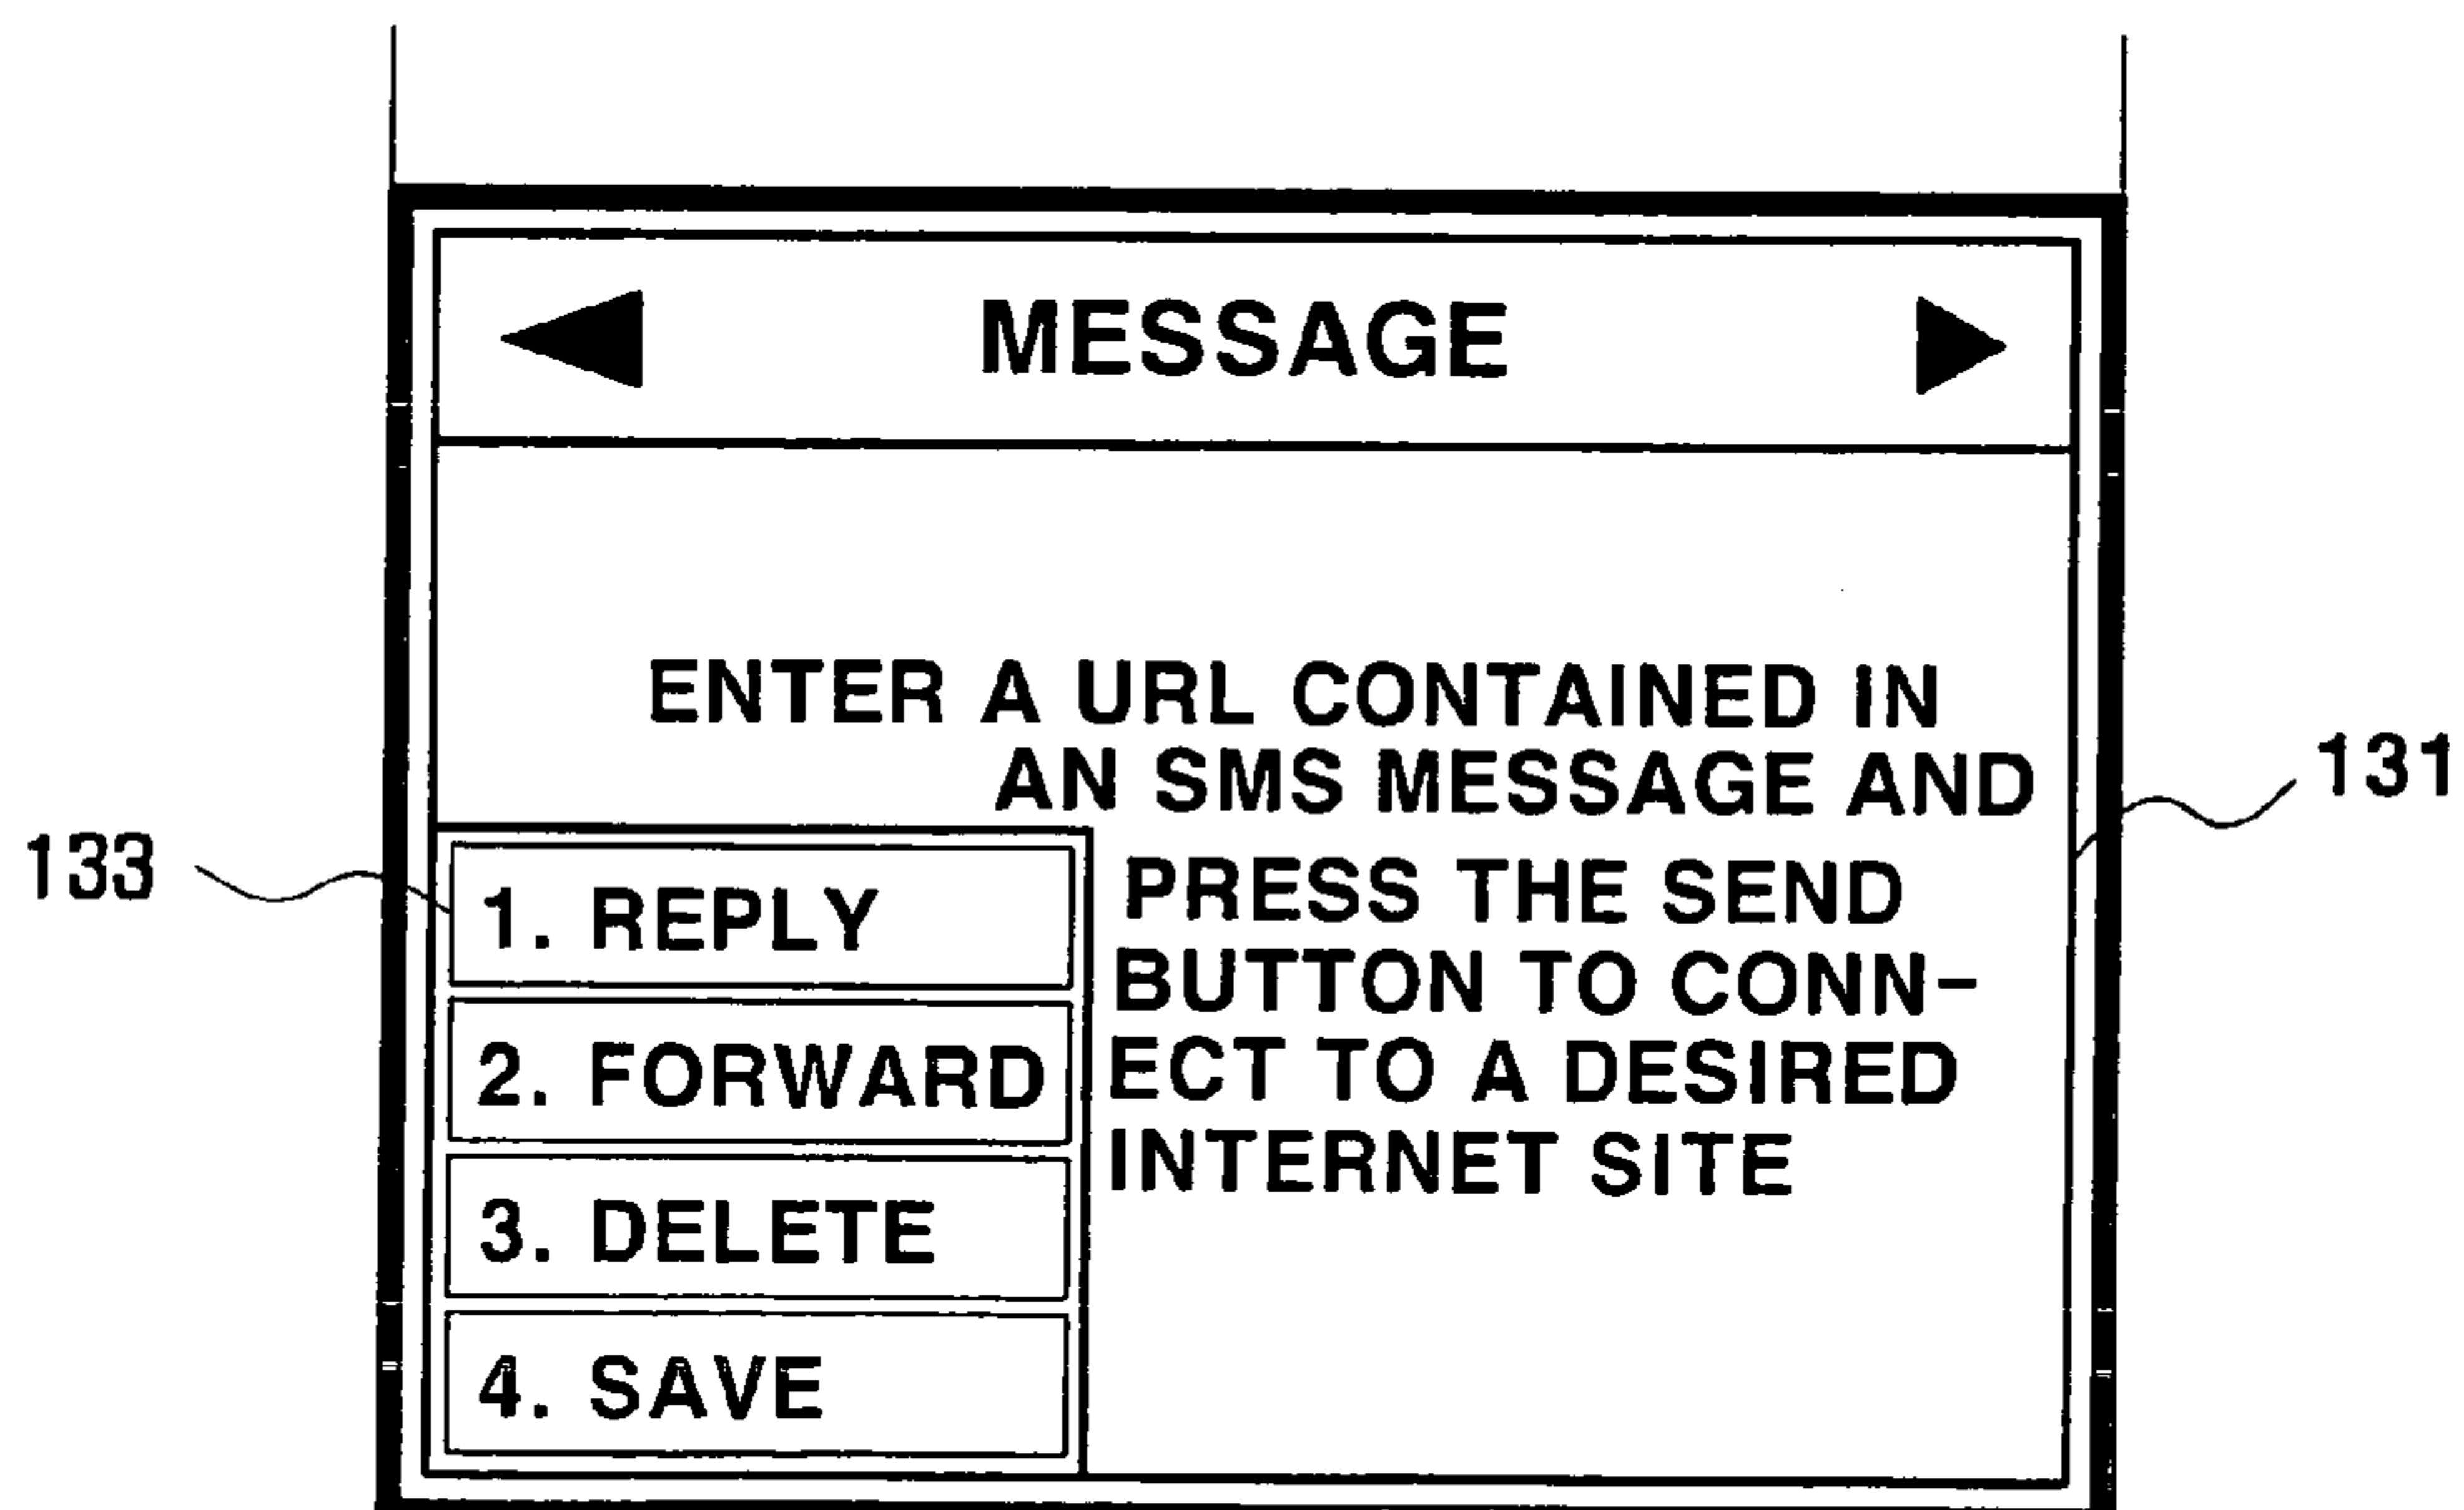 MESSAGE
ENTER A URL CONTAINED IN
AN SMS MESSAGE AND
PRESS THE SEND
BUTTON TO CONN-
ECT TO A DESIRED
INTERNET SITE
1. REPLY
2. FORWARD
3. DELETE
4. SAVE
133
131